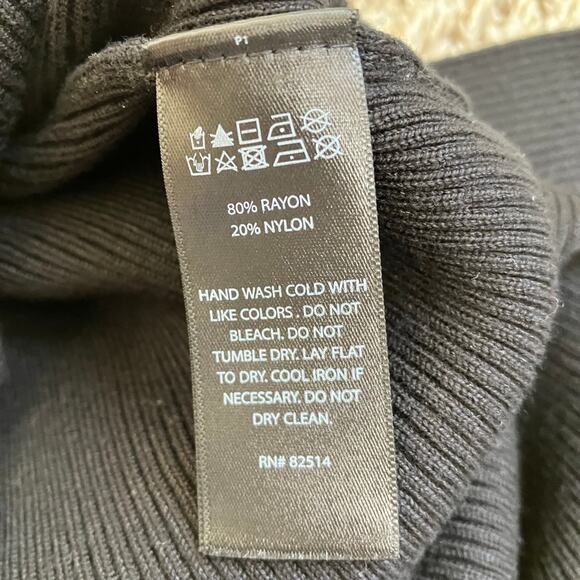 P1
80% RAYON
20% NYLON
HAND WASH COLD WITH
LIKE COLORS . DO NOT
BLEACH. DO NOT
TUMBLE DRY. LAY FLAT
TO DRY. COOL IRON IF
NECESSARY. DO NOT
DRY CLEAN.
RN# 82514